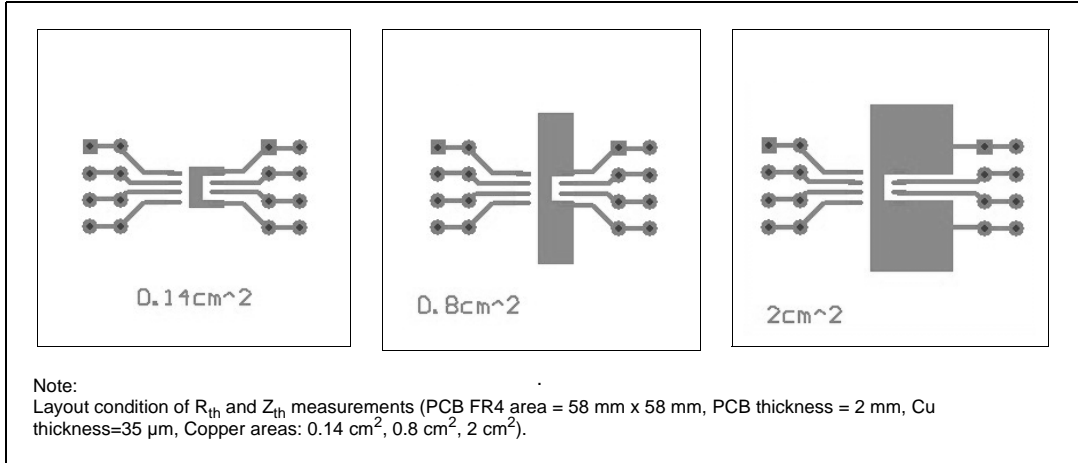 0.14cm^2
0.8cm^2
2cm^2
Note:
Layout condition of Rth and Zth measurements (PCB FR4 area = 58 mm x 58 mm, PCB thickness = 2 mm, Cu
thickness=35 µm, Copper areas: 0.14 cm², 0.8 cm², 2 cm²).